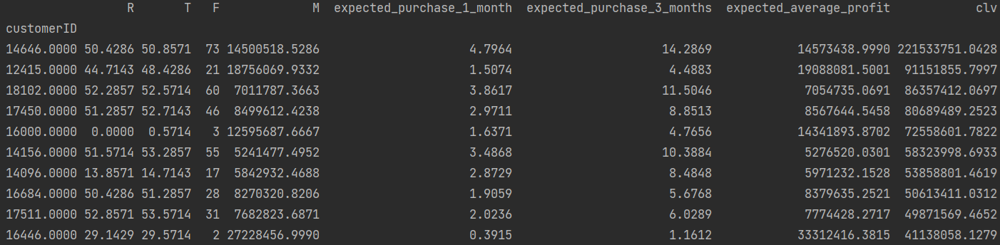 R T F M expected_purchase_1_month expected_purchase_3_months expected_average_profit clv
customerID
14646.0000 50.4286 50.8571 73 14500518.5286 4.7964 14.2869 14573438.9990 221533751.0428
12415.0000 44.7143 48.4286 21 18756069.9332 1.5074 4.4883 19088081.5001 91151855.7997
18102.0000 52.2857 52.5714 60 7011787.3663 3.8617 11.5046 7054735.0691 86357412.0697
17450.0000 51.2857 52.7143 46 8499612.4238 2.9711 8.8513 8567644.5458 80689489.2523
16000.0000 0.0000 0.5714 3 12595687.6667 1.6371 4.7656 14341893.8702 72558601.7822
14156.0000 51.5714 53.2857 55 5241477.4952 3.4868 10.3884 5276520.0301 58323998.6933
14096.0000 13.8571 14.7143 17 5842932.4688 2.8729 8.4848 5971232.1528 53858801.4619
16684.0000 50.4286 51.2857 28 8270320.8206 1.9059 5.6768 8379635.2521 50613411.0312
17511.0000 52.8571 53.5714 31 7682823.6871 2.0236 6.0289 7774428.2717 49871569.4652
16446.0000 29.1429 29.5714 2 27228456.9990 0.3915 1.1612 33312416.3815 41138058.1279